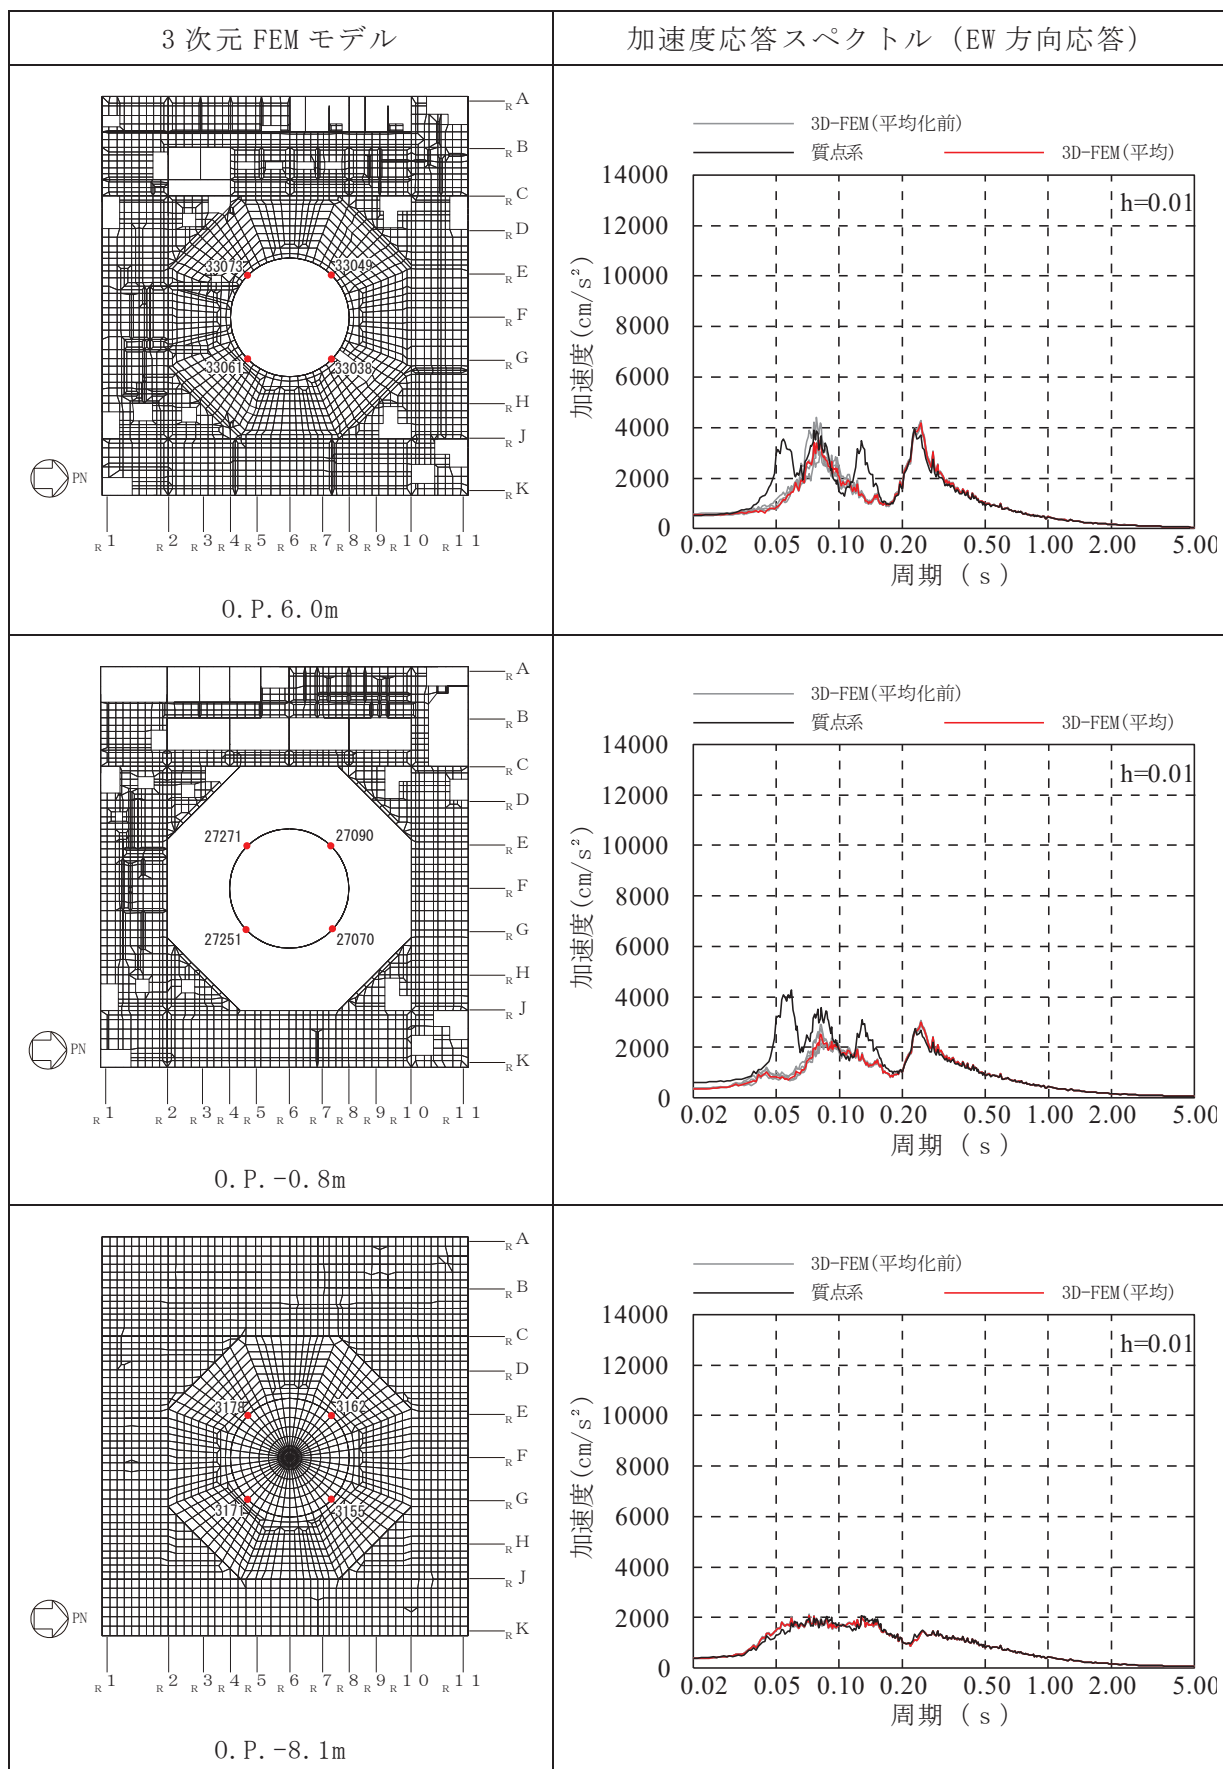 3次元 FEM モデル
加速度応答スペクトル（EW 方向応答）
RA
RB
RC
RD
RE
RF
RG
RH
RJ
RK
33073
33049
33061
33038
PN
R1 R2 R3 R4 R5 R6 R7 R8 R9 R10 R11
O.P.6.0m
3D-FEM(平均化前)
質点系
3D-FEM(平均)
h=0.01
14000
12000
10000
8000
6000
4000
2000
0
加速度(cm/s²)
0.02 0.05 0.10 0.20 0.50 1.00 2.00 5.00
周期（s）
RA
RB
RC
RD
RE
RF
RG
RH
RJ
RK
27271
27090
27251
27070
PN
R1 R2 R3 R4 R5 R6 R7 R8 R9 R10 R11
O.P.-0.8m
3D-FEM(平均化前)
質点系
3D-FEM(平均)
h=0.01
14000
12000
10000
8000
6000
4000
2000
0
加速度(cm/s²)
0.02 0.05 0.10 0.20 0.50 1.00 2.00 5.00
周期（s）
RA
RB
RC
RD
RE
RF
RG
RH
RJ
RK
3178
3162
3171
3155
PN
R1 R2 R3 R4 R5 R6 R7 R8 R9 R10 R11
O.P.-8.1m
3D-FEM(平均化前)
質点系
3D-FEM(平均)
h=0.01
14000
12000
10000
8000
6000
4000
2000
0
加速度(cm/s²)
0.02 0.05 0.10 0.20 0.50 1.00 2.00 5.00
周期（s）